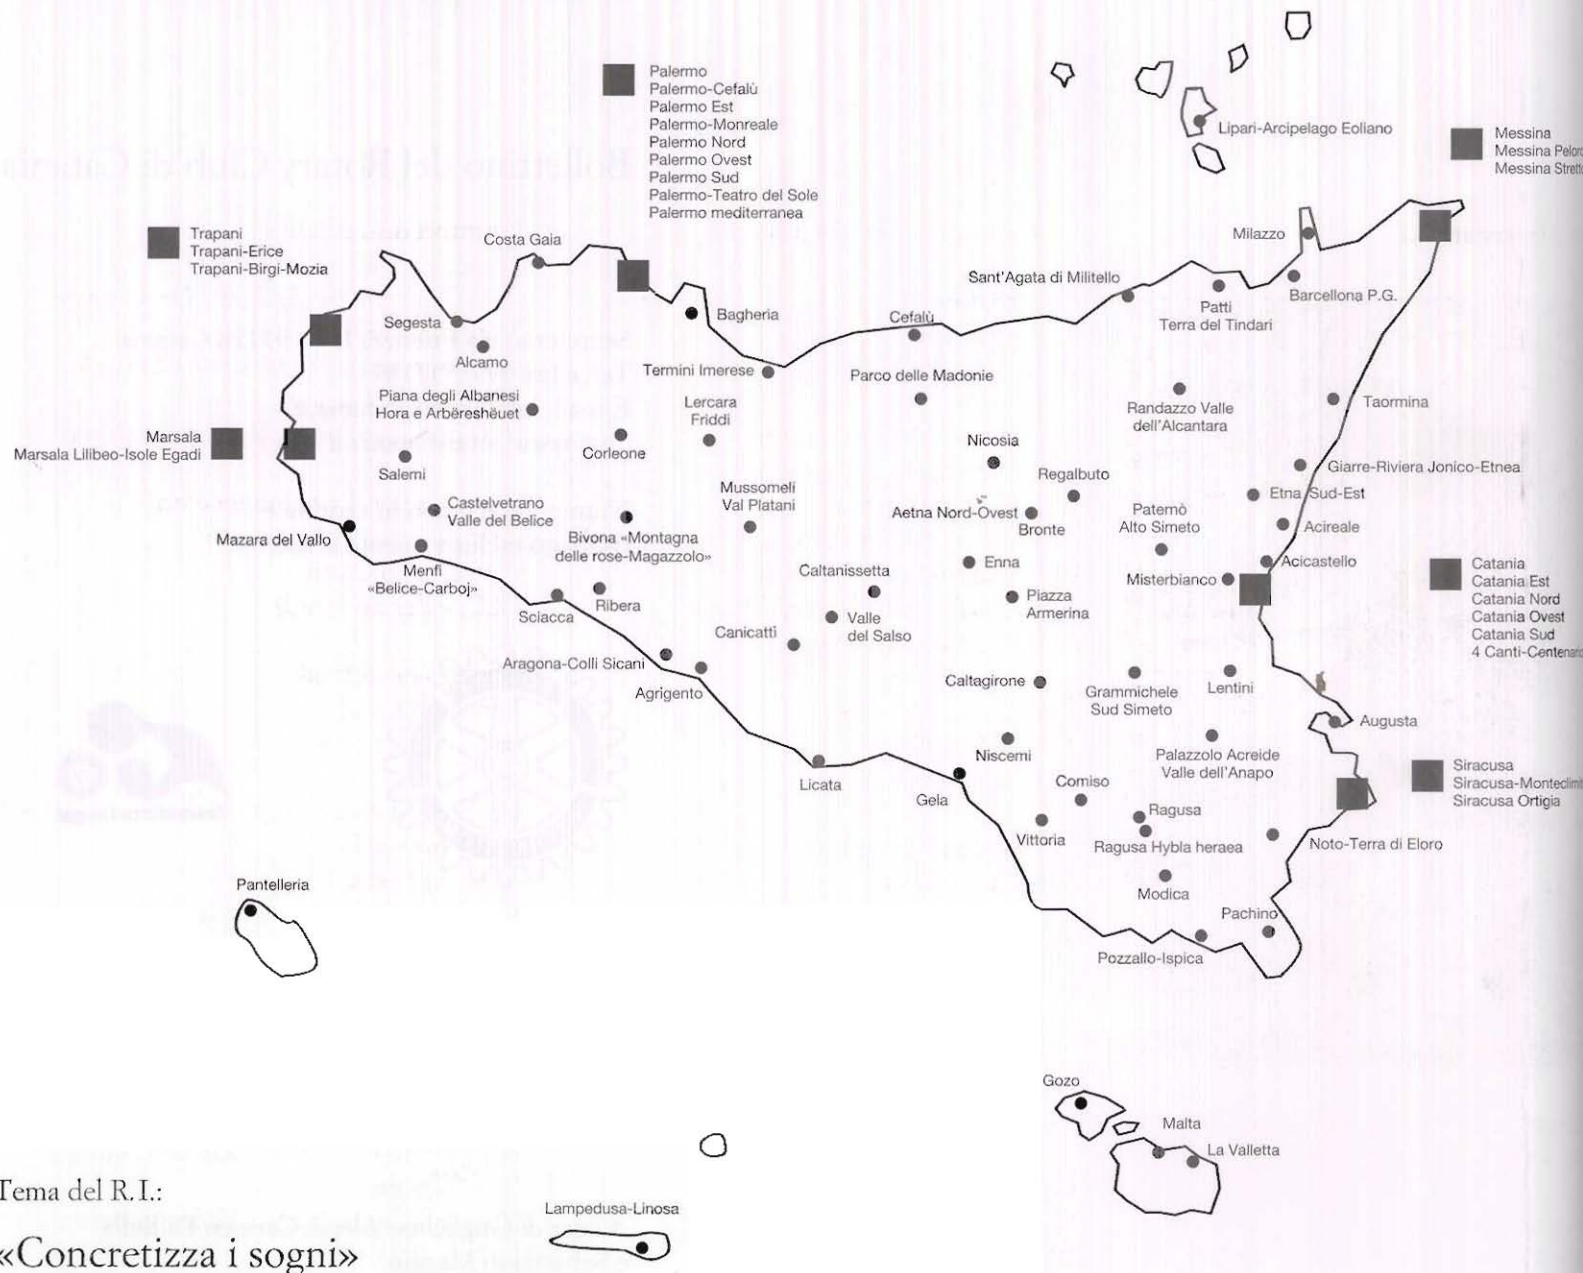 Palermo
Palermo-Cefalù
Palermo Est
Palermo-Monreale
Palermo Nord
Palermo Ovest
Palermo Sud
Palermo-Teatro del Sole
Palermo mediterranea
Lipari-Arcipelago Eoliano
Messina
Messina Peloro
Messina Stretto
Trapani
Trapani-Erice
Trapani-Birgi-Mozia
Costa Gaia
Milazzo
Sant'Agata di Militello
Barcellona P.G.
Patti
Terra del Tindari
Segesta
Bagheria
Cefalù
Alcamo
Termini Imerese
Parco delle Madonie
Piana degli Albanesi
Hora e Arbëreshëuet
Lercara
Friddi
Randazzo Valle
dell'Alcantara
Taormina
Marsala
Marsala Lilibeo-Isole Egadi
Corleone
Nicosia
Salemi
Regalbuto
Giarre-Riviera Jonico-Etnea
Mussomeli
Val Platani
Etna Sud-Est
Castelvetrano
Valle del Belice
Aetna Nord-Ovest
Bronte
Paternò
Alto Simeto
Acireale
Mazara del Vallo
Bivona «Montagna
delle rose-Magazzolo»
Enna
Acicastello
Menfi
«Belice-Carboj»
Caltanissetta
Misterbianco
Catania
Catania Est
Catania Nord
Catania Ovest
Catania Sud
4 Canti-Centenario
Sciacca
Ribera
Piazza
Armerina
Valle
del Salso
Canicattì
Aragona-Colli Sicani
Agrigento
Caltagirone
Grammichele
Sud Simeto
Lentini
Augusta
Niscemi
Palazzolo Acreide
Valle dell'Anapo
Licata
Gela
Comiso
Siracusa
Siracusa-Monteclimiti
Siracusa Ortigia
Vittoria
Ragusa
Ragusa Hybla heraea
Noto-Terra di Eloro
Modica
Pantelleria
Pachino
Pozzallo-Ispica
Gozo
Malta
La Valletta
Tema del R.I.:
«Concretizza i sogni»
Lampedusa-Linosa